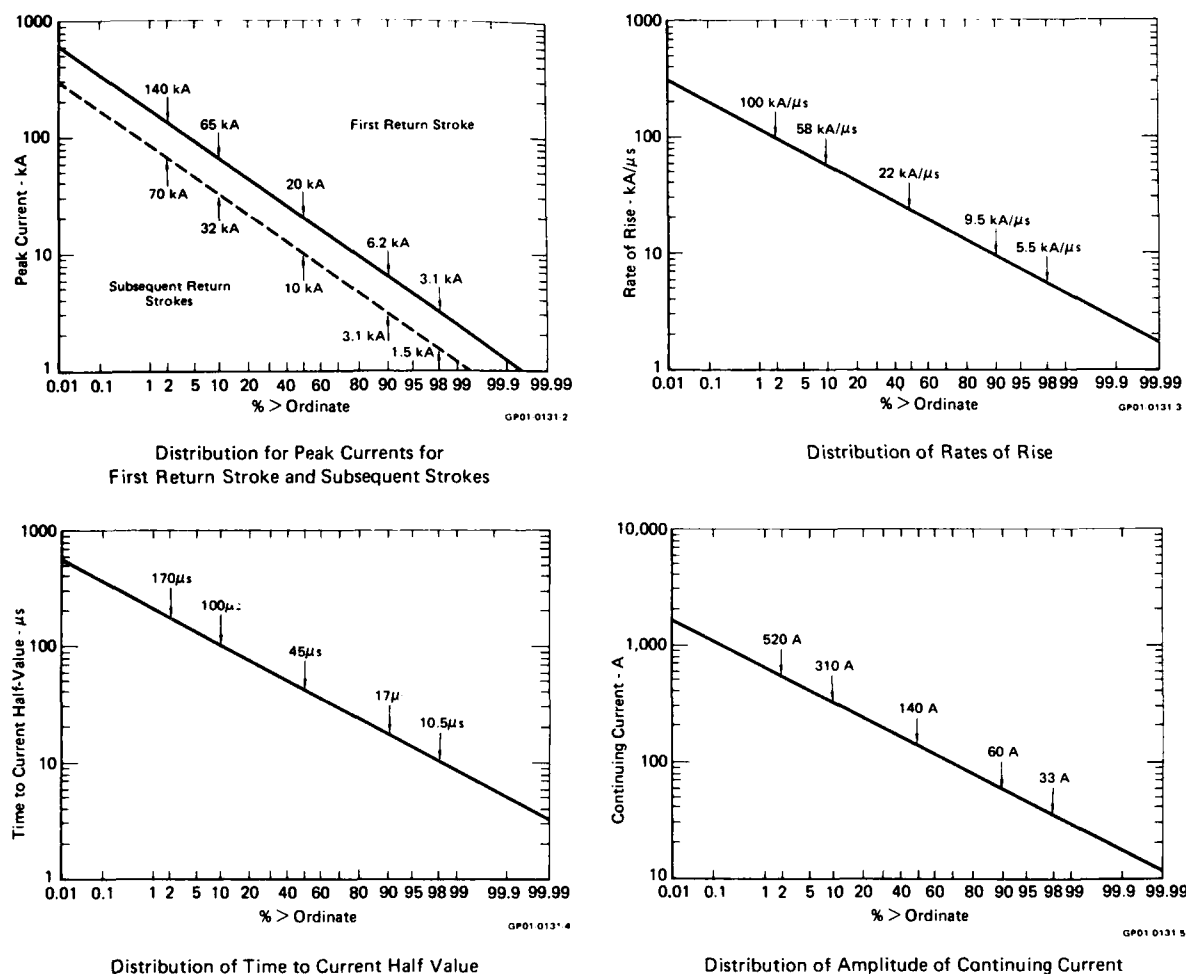 1000
140 kA
65 kA
First Return Stroke
100
20 kA
70 kA
32 kA
6.2 kA
Peak Current - kA
10
3.1 kA
Subsequent Return
Strokes
10 kA
3.1 kA
1.5 kA
1
0.01 0.1 1 2 5 10 20 40 60 80 90 95 98 99 99.9 99.99
% > Ordinate
GP01-0131-2
Distribution for Peak Currents for
First Return Stroke and Subsequent Strokes
1000
100 kA/µs
58 kA/µs
100
22 kA/µs
Rate of Rise - kA/µs
9.5 kA/µs
5.5 kA/µs
10
1
0.01 0.1 1 2 5 10 20 40 60 80 90 95 98 99 99.9 99.99
% > Ordinate
GP01-0131-3
Distribution of Rates of Rise
1000
170µs
100µs
100
45µs
Time to Current Half-Value - µs
17µ
10.5µs
10
1
0.01 0.1 1 2 5 10 20 40 60 80 90 95 98 99 99.9 99.99
% > Ordinate
GP01-0131-4
Distribution of Time to Current Half Value
10,000
1,000
520 A
310 A
140 A
Continuing Current - A
100
60 A
33 A
10
0.01 0.1 1 2 5 10 20 40 60 80 90 95 98 99 99.9 99.99
% > Ordinate
GP01-0131-5
Distribution of Amplitude of Continuing Current